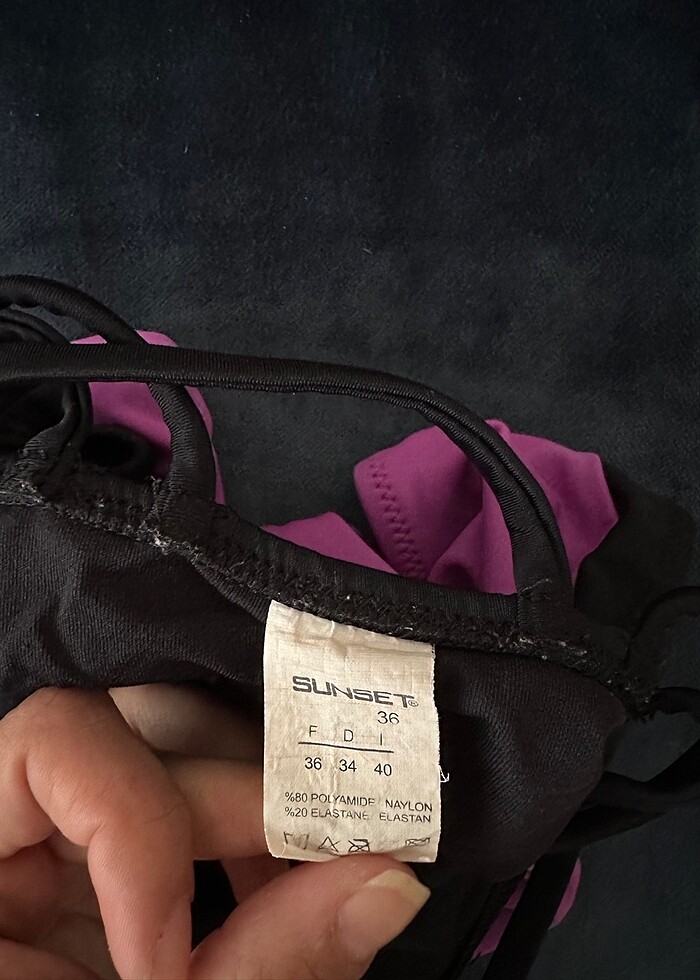 SUNSET®
36
F D I
36 34 40
%80 POLYAMIDE NAYLON
%20 ELASTANE ELASTAN